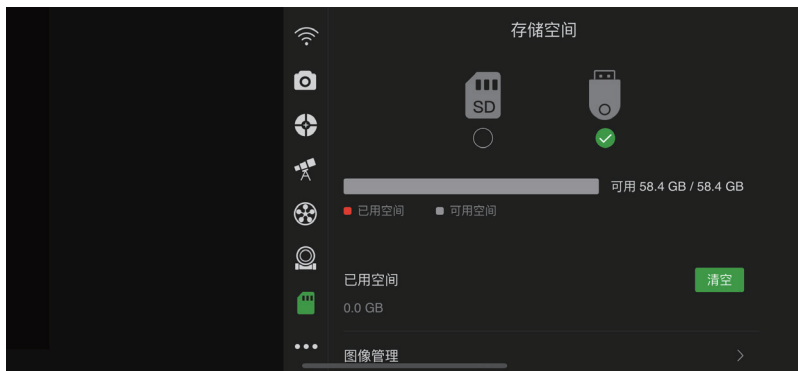 存储空间
SD
可用 58.4 GB / 58.4 GB
已用空间 可用空间
已用空间 清空
0.0 GB
图像管理